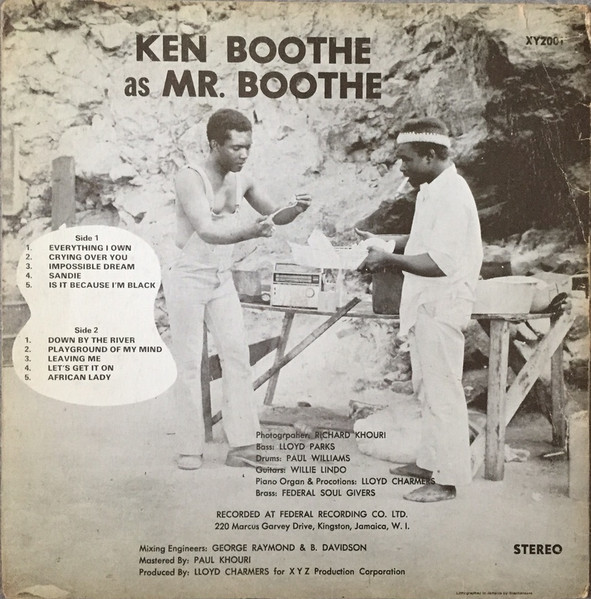 KEN BOOTHE
as MR. BOOTHE
XYZ001
Side 1
1. EVERYTHING I OWN
2. CRYING OVER YOU
3. IMPOSSIBLE DREAM
4. SANDIE
5. IS IT BECAUSE I'M BLACK
Side 2
1. DOWN BY THE RIVER
2. PLAYGROUND OF MY MIND
3. LEAVING ME
4. LET'S GET IT ON
5. AFRICAN LADY
Photogrpaher: RICHARD KHOURI
Bass: LLOYD PARKS
Drums: PAUL WILLIAMS
Guitars: WILLIE LINDO
Piano Organ & Procotions: LLOYD CHARMERS
Brass: FEDERAL SOUL GIVERS
RECORDED AT FEDERAL RECORDING CO. LTD.
220 Marcus Garvey Drive, Kingston, Jamaica, W. I.
Mixing Engineers: GEORGE RAYMOND & B. DAVIDSON
Mastered By: PAUL KHOURI
Produced By: LLOYD CHARMERS for X Y Z Production Corporation
STEREO